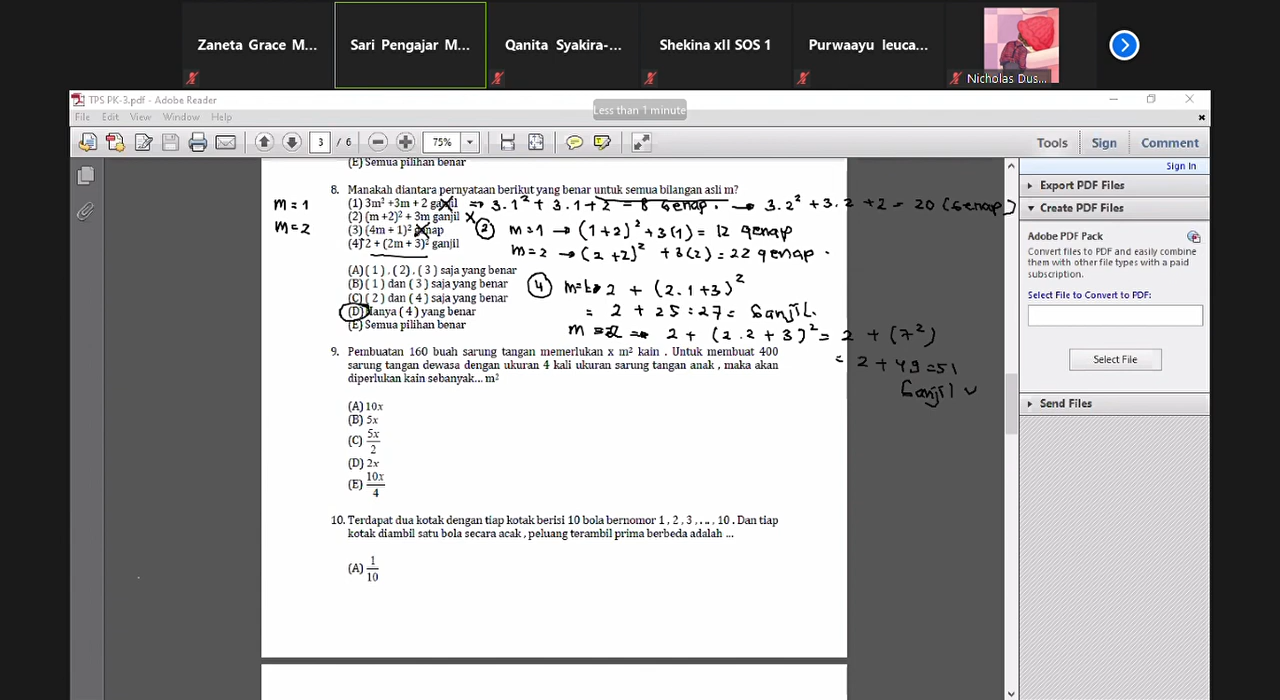 Zaneta Grace M...
Sari Pengajar M...
Qanita Syakira-...
Shekina xII SOS 1
Purwaayu leuca...
Nicholas Dus...
TPS PK-3.pdf - Adobe Reader
Less than 1 minute
File Edit View Window Help
3 / 6
75%
Tools Sign Comment
Sign In
Export PDF Files
Create PDF Files
Adobe PDF Pack
Convert files to PDF and easily combine
them with other file types with a paid
subscription.
Select File to Convert to PDF:
Select File
Send Files
(E) Semua pilihan benar
8. Manakah diantara pernyataan berikut yang benar untuk semua bilangan asli m?
m = 1
(1) 3m² +3m + 2 ganjil ⇒ 3.1² + 3.1 + 2 = 8 genap. → 3.2² + 3.2 + 2 = 20 (Genap)
(2) (m +2)² + 3m ganjil X
m = 2
(3) (4m + 1)² genap
(2) m=1 → (1+2)² + 3(1) = 12 genap
(4) 2 + (2m + 3)² ganjil
m=2 → (2+2)² + 3(2) = 22 genap.
(A) ( 1 ) , ( 2 ) , ( 3 ) saja yang benar
(B) ( 1 ) dan ( 3 ) saja yang benar
(4) 2 + (2.1+3)²
(C) ( 2 ) dan ( 4 ) saja yang benar
(D) Hanya ( 4 ) yang benar
= 2 + 25 = 27 = Ganjil.
(E) Semua pilihan benar
m = 2 ⇒ 2 + (2.2 + 3)² = 2 + (7²)
= 2 + 49 = 51
Ganjil ✓
9. Pembuatan 160 buah sarung tangan memerlukan x m² kain . Untuk membuat 400
sarung tangan dewasa dengan ukuran 4 kali ukuran sarung tangan anak , maka akan
diperlukan kain sebanyak... m²
(A) 10x
(B) 5x
(C) 5x/2
(D) 2x
(E) 10x/4
10. Terdapat dua kotak dengan tiap kotak berisi 10 bola bernomor 1 , 2 , 3 , ... , 10 . Dan tiap
kotak diambil satu bola secara acak , peluang terambil prima berbeda adalah ...
(A) 1/10